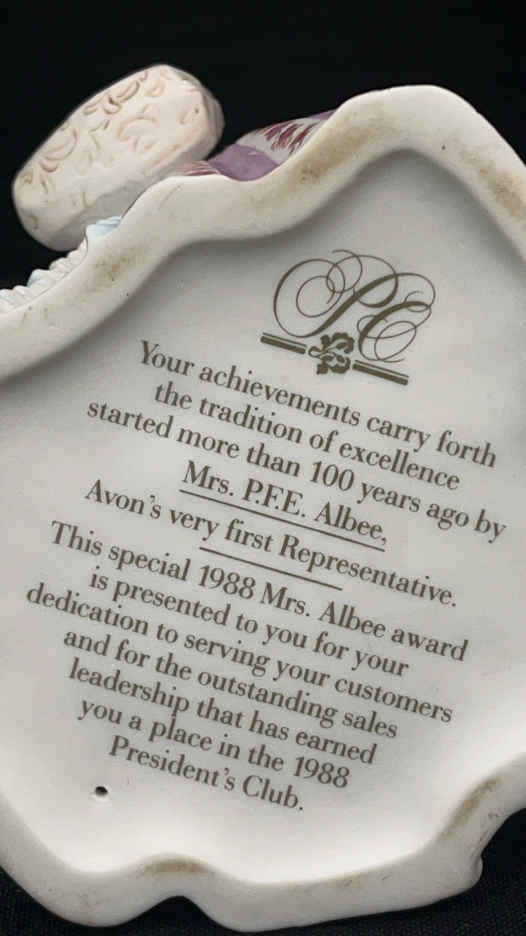 PC
Your achievements carry forth
the tradition of excellence
started more than 100 years ago by
Mrs. P.F.E. Albee,
Avon's very first Representative.
This special 1988 Mrs. Albee award
is presented to you for your
dedication to serving your customers
and for the outstanding sales
leadership that has earned
you a place in the 1988
President's Club.